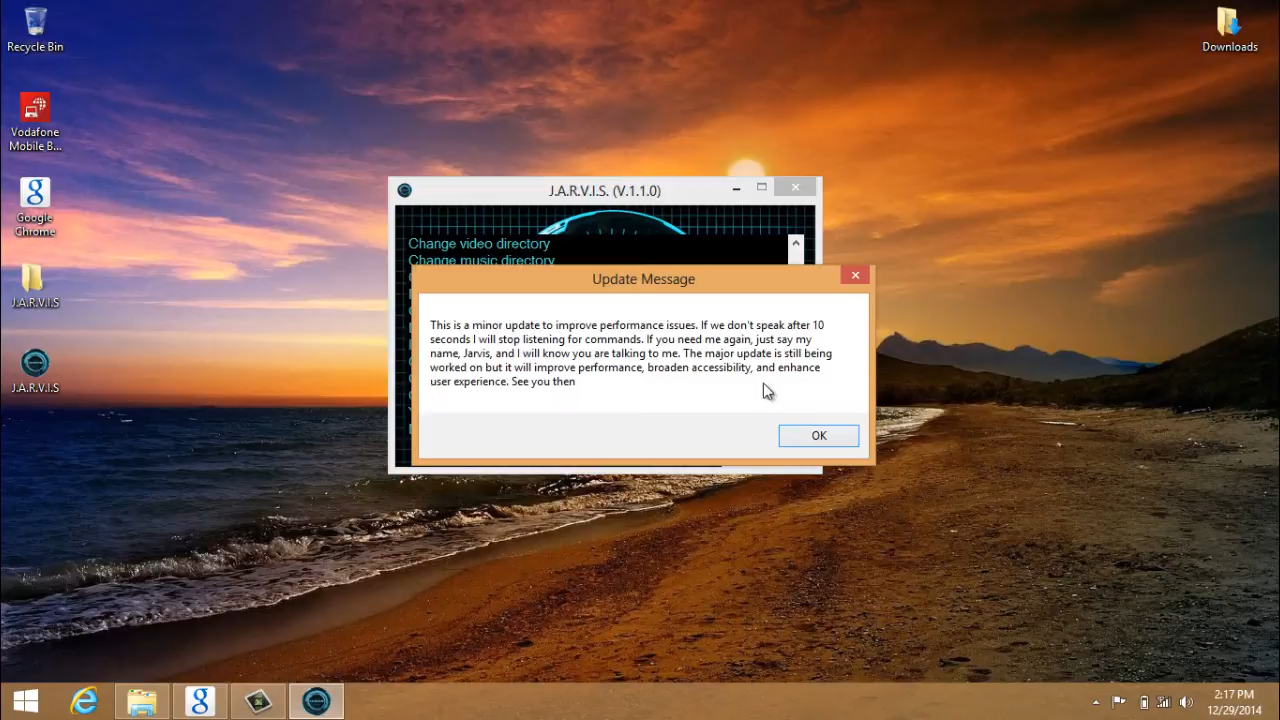 Recycle Bin
Downloads
Vodafone
Mobile B...
Google
Chrome
J.A.R.V.I.S
J.A.R.V.I.S
J.A.R.V.I.S. (V.1.1.0)
Change video directory
Change music directory
Update Message
This is a minor update to improve performance issues. If we don't speak after 10
seconds I will stop listening for commands. If you need me again, just say my
name, Jarvis, and I will know you are talking to me. The major update is still being
worked on but it will improve performance, broaden accessibility, and enhance
user experience. See you then
OK
2:17 PM
12/29/2014